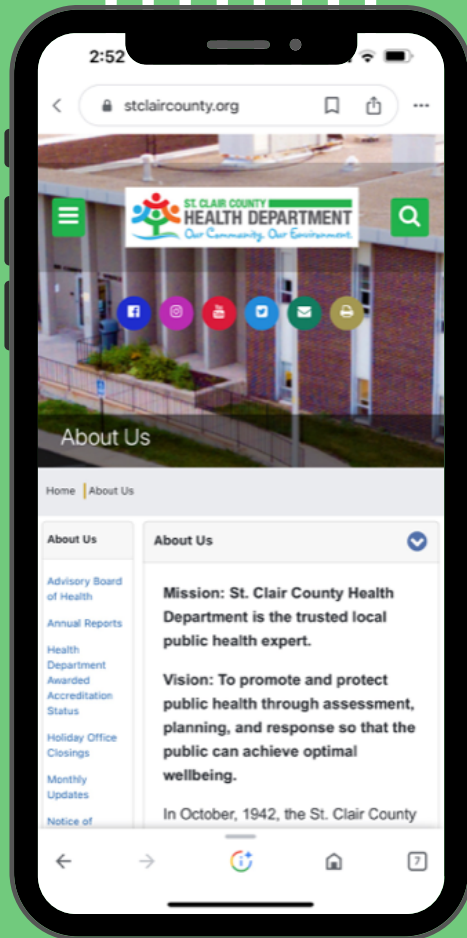 2:52
stclaircounty.org
ST. CLAIR COUNTY
HEALTH DEPARTMENT
Our Community. Our Environment.
You
About Us
Home About Us
About Us
Advisory Board
of Health
Annual Reports
Health
Department
Awarded
Accreditation
Status
Holiday Office
Closings
Monthly
Updates
Notice of
About Us
Mission: St. Clair County Health
Department is the trusted local
public health expert.
Vision: To promote and protect
public health through assessment,
planning, and response so that the
public can achieve optimal
wellbeing.
In October, 1942, the St. Clair County
7